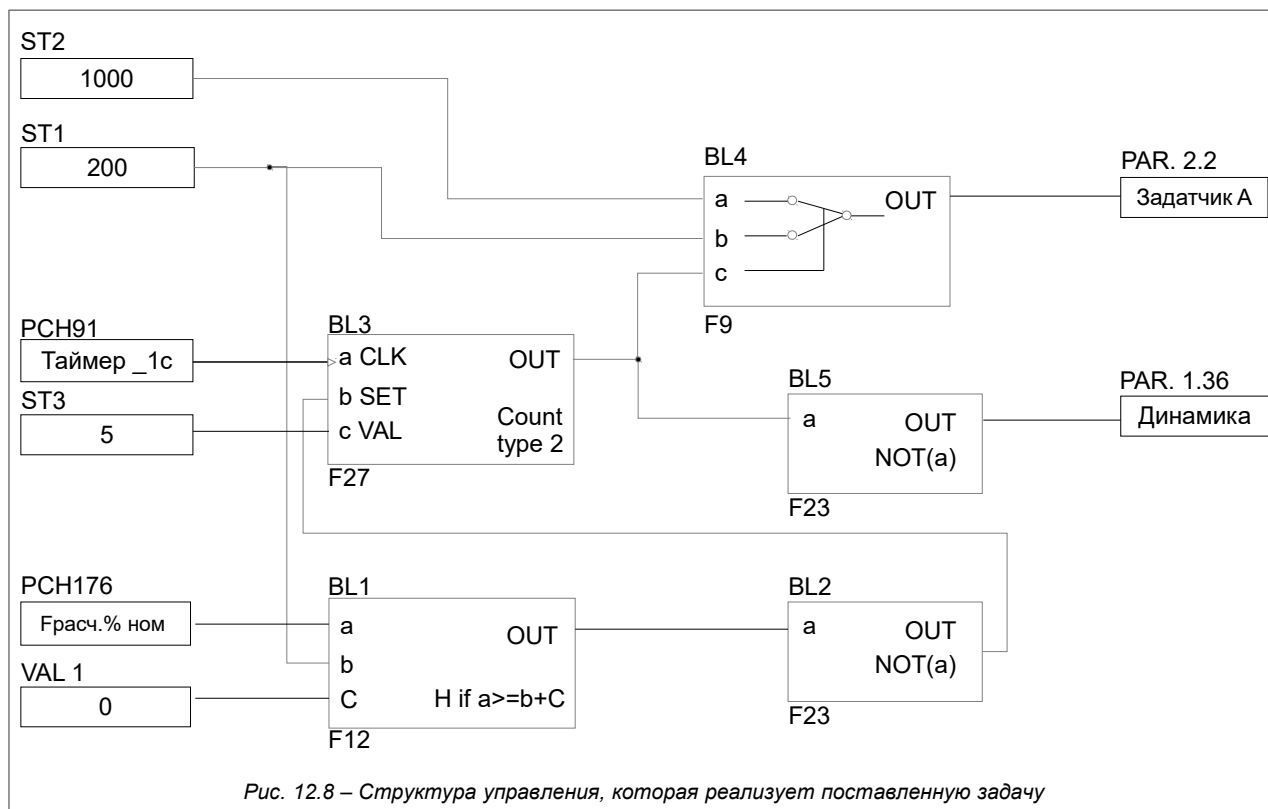 ST2
1000
ST1
200
BL4
a
b
c
OUT
F9
PAR. 2.2
Задатчик А
PCH91
Таймер _1с
ST3
5
BL3
a CLK
b SET
c VAL
OUT
Count
type 2
F27
BL5
a
OUT
NOT(a)
F23
PAR. 1.36
Динамика
PCH176
Fрасч.% ном
VAL 1
0
BL1
a
b
C
OUT
H if a>=b+C
F12
BL2
a
OUT
NOT(a)
F23
Рис. 12.8 – Структура управления, которая реализует поставленную задачу